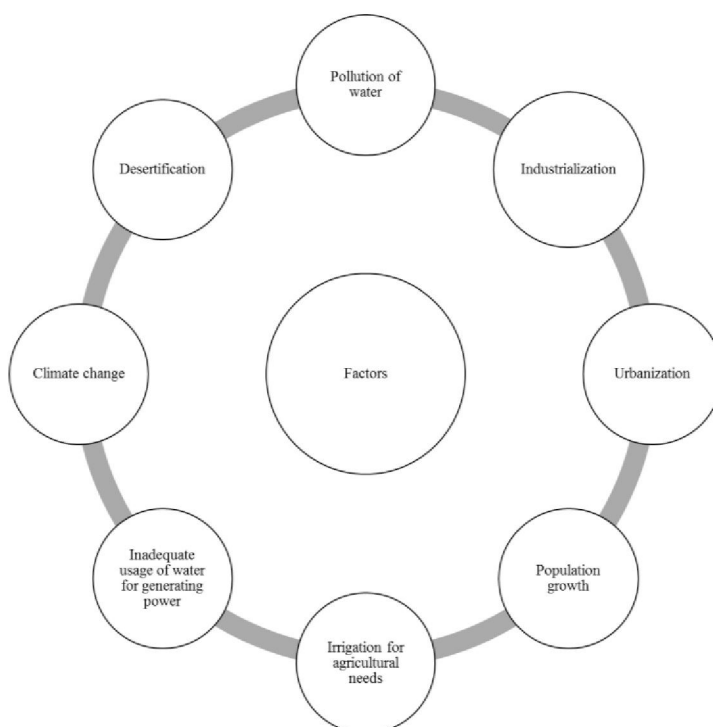 Pollution of
water
Industrialization
Urbanization
Population
growth
Irrigation for
agricultural
needs
Inadequate
usage of water
for generating
power
Climate change
Desertification
Factors